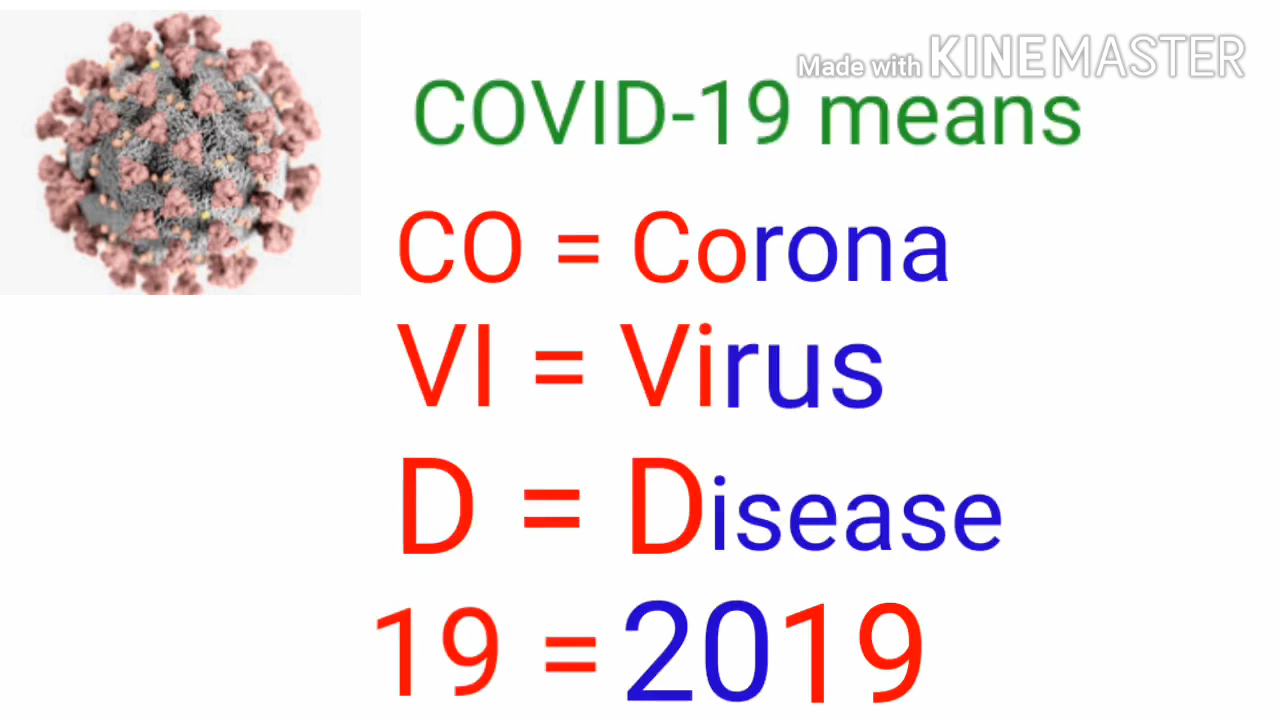 Made with KINEMASTER
COVID-19 means
CO = Corona
VI = Virus
D = Disease
19 = 2019